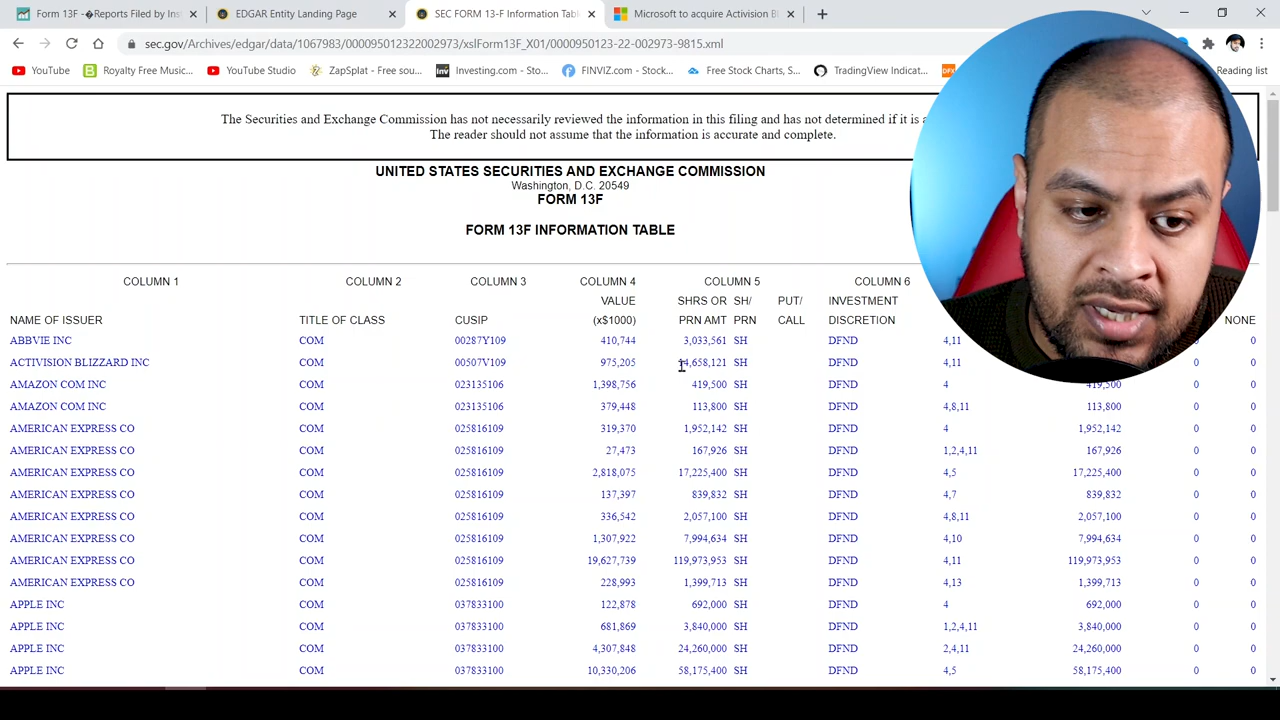 Form 13F -�Reports Filed by Ins
EDGAR Entity Landing Page
SEC FORM 13-F Information Tabl
Microsoft to acquire Activision Bl
sec.gov/Archives/edgar/data/1067983/000095012322002973/xslForm13F_X01/0000950123-22-002973-9815.xml
YouTube Royalty Free Music... YouTube Studio ZapSplat - Free sou... Investing.com - Sto... FINVIZ.com - Stock... Free Stock Charts, S... TradingView Indicat... Reading list
The Securities and Exchange Commission has not necessarily reviewed the information in this filing and has not determined if it is a
The reader should not assume that the information is accurate and complete.
UNITED STATES SECURITIES AND EXCHANGE COMMISSION
Washington, D.C. 20549
FORM 13F
FORM 13F INFORMATION TABLE
COLUMN 1 COLUMN 2 COLUMN 3 COLUMN 4 COLUMN 5 COLUMN 6
VALUE SHRS OR SH/ PUT/ INVESTMENT
NAME OF ISSUER TITLE OF CLASS CUSIP (x$1000) PRN AMT PRN CALL DISCRETION NONE
ABBVIE INC COM 00287Y109 410,744 3,033,561 SH DFND 4,11 0 0
ACTIVISION BLIZZARD INC COM 00507V109 975,205 14,658,121 SH DFND 4,11 0 0
AMAZON COM INC COM 023135106 1,398,756 419,500 SH DFND 4 419,500 0 0
AMAZON COM INC COM 023135106 379,448 113,800 SH DFND 4,8,11 113,800 0 0
AMERICAN EXPRESS CO COM 025816109 319,370 1,952,142 SH DFND 4 1,952,142 0 0
AMERICAN EXPRESS CO COM 025816109 27,473 167,926 SH DFND 1,2,4,11 167,926 0 0
AMERICAN EXPRESS CO COM 025816109 2,818,075 17,225,400 SH DFND 4,5 17,225,400 0 0
AMERICAN EXPRESS CO COM 025816109 137,397 839,832 SH DFND 4,7 839,832 0 0
AMERICAN EXPRESS CO COM 025816109 336,542 2,057,100 SH DFND 4,8,11 2,057,100 0 0
AMERICAN EXPRESS CO COM 025816109 1,307,922 7,994,634 SH DFND 4,10 7,994,634 0 0
AMERICAN EXPRESS CO COM 025816109 19,627,739 119,973,953 SH DFND 4,11 119,973,953 0 0
AMERICAN EXPRESS CO COM 025816109 228,993 1,399,713 SH DFND 4,13 1,399,713 0 0
APPLE INC COM 037833100 122,878 692,000 SH DFND 4 692,000 0 0
APPLE INC COM 037833100 681,869 3,840,000 SH DFND 1,2,4,11 3,840,000 0 0
APPLE INC COM 037833100 4,307,848 24,260,000 SH DFND 2,4,11 24,260,000 0 0
APPLE INC COM 037833100 10,330,206 58,175,400 SH DFND 4,5 58,175,400 0 0